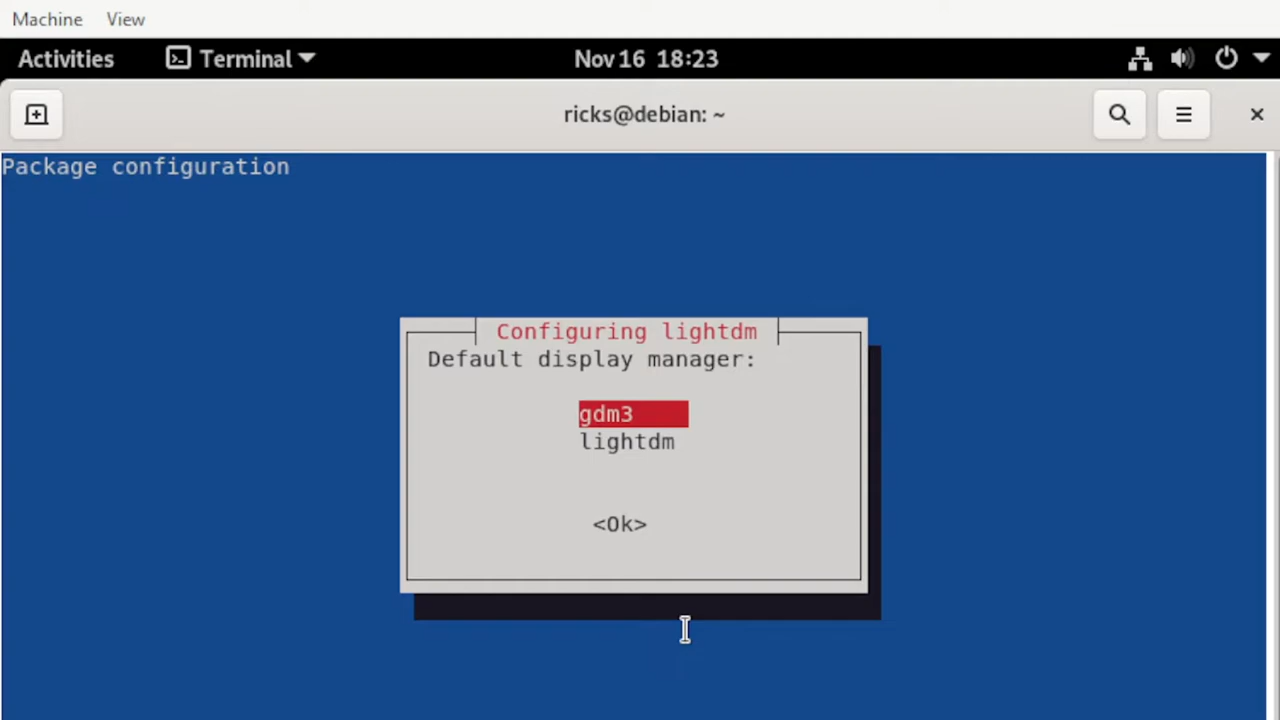 Machine View
Activities Terminal Nov 16 18:23
ricks@debian: ~
Package configuration
Configuring lightdm
Default display manager:
gdm3
lightdm
<Ok>